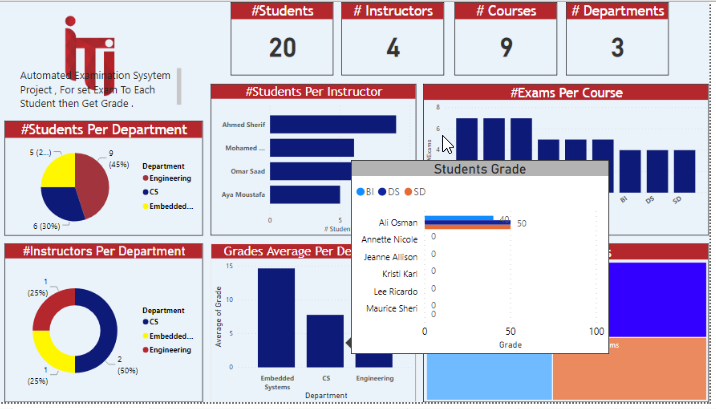 iTi
Automated Examination Sysytem
Project , For set Exam To Each
Student then Get Grade .
#Students
20
# Instructors
4
# Courses
9
# Departments
3
#Students Per Department
5 (2...)
9
(45%)
6 (30%)
Department
Engineering
CS
Embedded...
#Students Per Instructor
Ahmed Sherif
Mohamed ...
Omar Saad
Aya Moustafa
0
5
# Studen
#Exams Per Course
8
6
BI
DS
SD
Students Grade
BI
DS
SD
Ali Osman
Annette Nicole
Jeanne Allison
Kristi Kari
Lee Ricardo
Maurice Sheri
40
50
0
0
0
0
0
0
0
50
100
Grade
#Instructors Per Department
1
(25%)
1
(25%)
2
(50%)
Department
CS
Embedded...
Engineering
Grades Average Per De
Average of Grade
15
10
5
0
Embedded
Systems
CS
Engineering
Department
s
ms